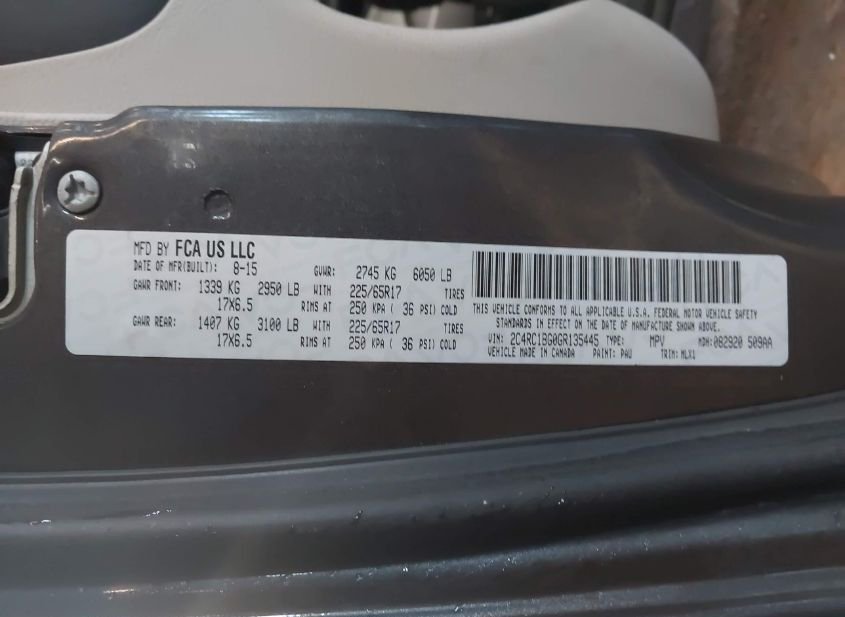 MFD BY FCA US LLC
DATE OF MFR(BUILT): 8-15 GVWR: 2745 KG 6050 LB
GAWR FRONT: 1339 KG 2950 LB WITH 225/65R17 TIRES
17X6.5 RIMS AT 250 KPA ( 36 PSI) COLD
GAWR REAR: 1407 KG 3100 LB WITH 225/65R17 TIRES
17X6.5 RIMS AT 250 KPA ( 36 PSI) COLD
THIS VEHICLE CONFORMS TO ALL APPLICABLE U.S.A. FEDERAL MOTOR VEHICLE SAFETY
STANDARDS IN EFFECT ON THE DATE OF MANUFACTURE SHOWN ABOVE.
VIN: 2C4RC1BG0GR135445 TYPE: MPV MDH: 082920 509AA
VEHICLE MADE IN CANADA PAINT: PAU TRIM: MLX1